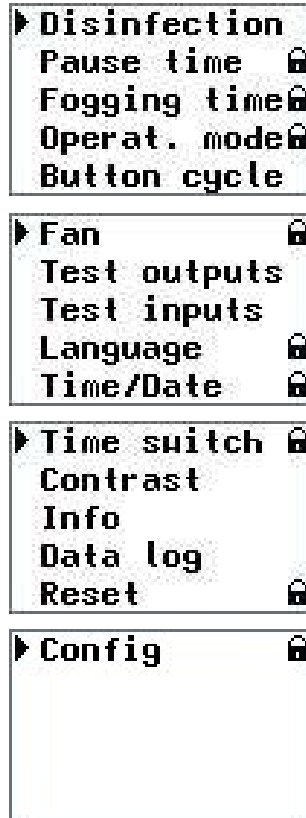 Disinfection
Pause time
Fogging time
Operat. mode
Button cycle
Fan
Test outputs
Test inputs
Language
Time/Date
Time switch
Contrast
Info
Data log
Reset
Config